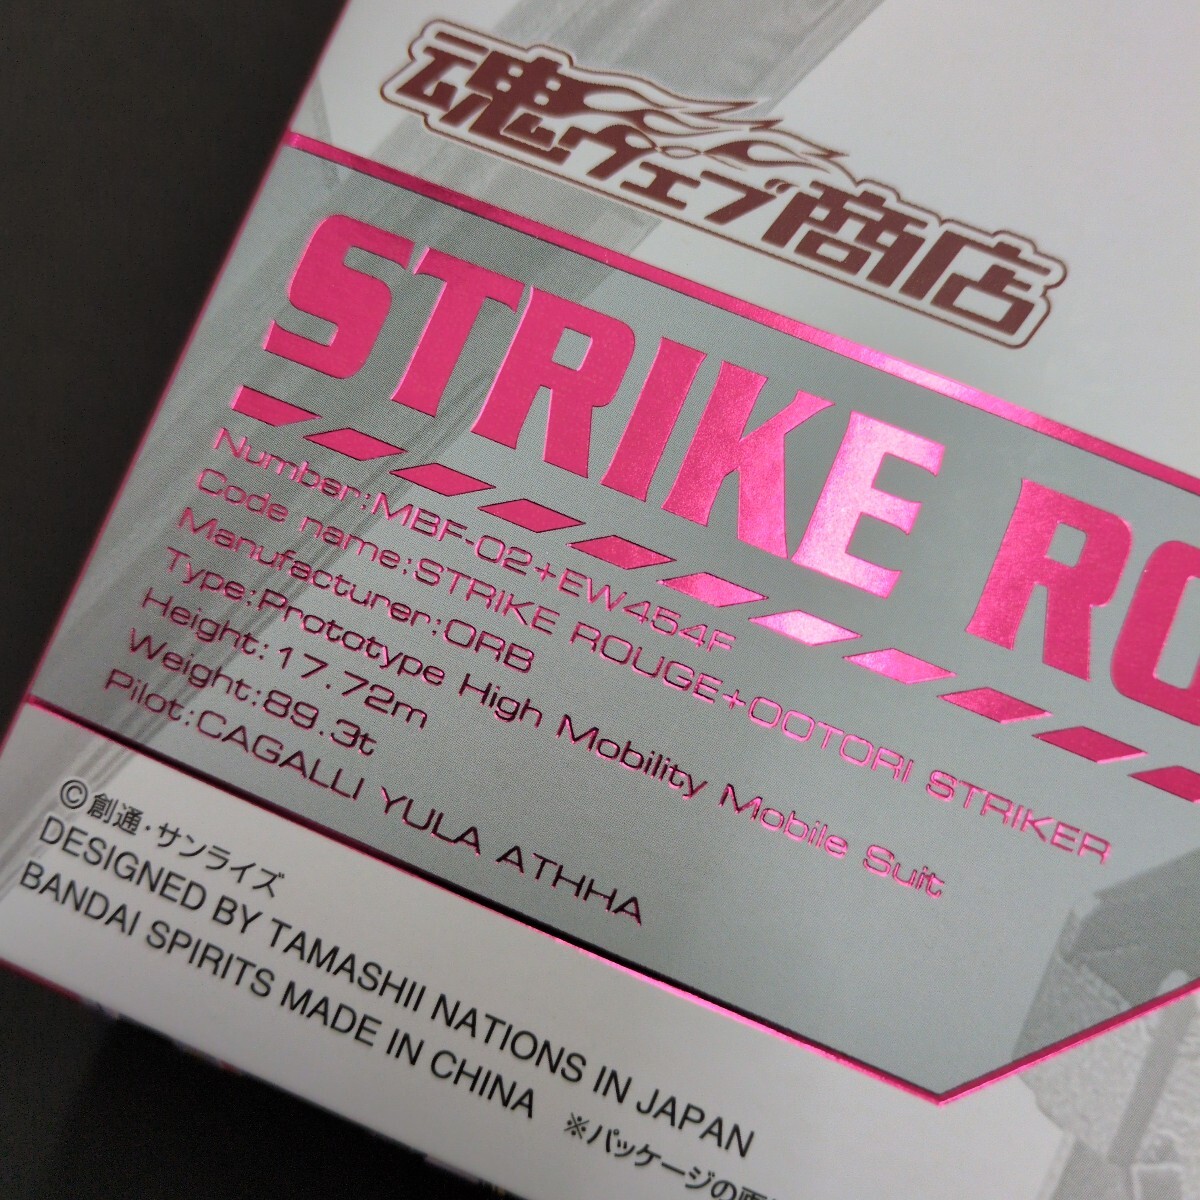 魂ウェブ商店
STRIKE RO
Number:MBF-02+EW454F
Code name:STRIKE ROUGE+OOTORI STRIKER
Manufacturer:ORB
Type:Prototype High Mobility Mobile Suit
Height:17.72m
Weight:89.3t
Pilot:CAGALLI YULA ATHHA
©創通・サンライズ
DESIGNED BY TAMASHII NATIONS IN JAPAN
BANDAI SPIRITS MADE IN CHINA ※パッケージの画